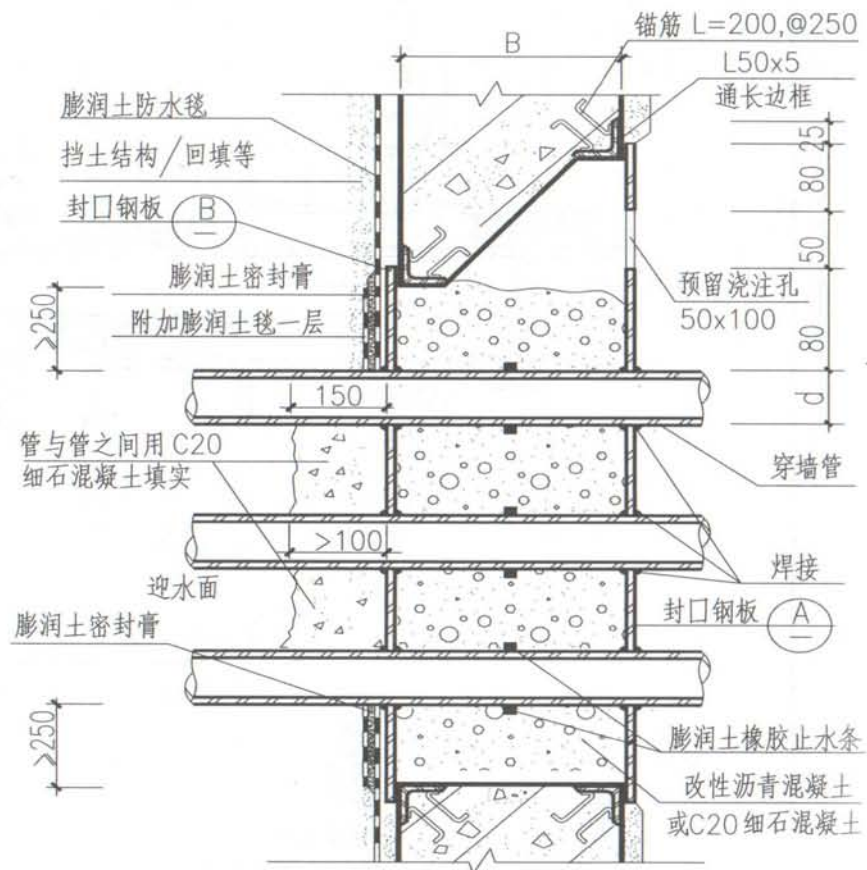 B
锚筋 L=200,@250
L50x5
通长边框
膨润土防水毯
挡土结构/回填等
封口钢板 B
膨润土密封膏
附加膨润土毯一层
≥250
25
80
50
80
d
预留浇注孔
50x100
150
管与管之间用 C20
细石混凝土填实
穿墙管
>100
焊接
迎水面
封口钢板 A
膨润土密封膏
≥250
膨润土橡胶止水条
改性沥青混凝土
或C20细石混凝土